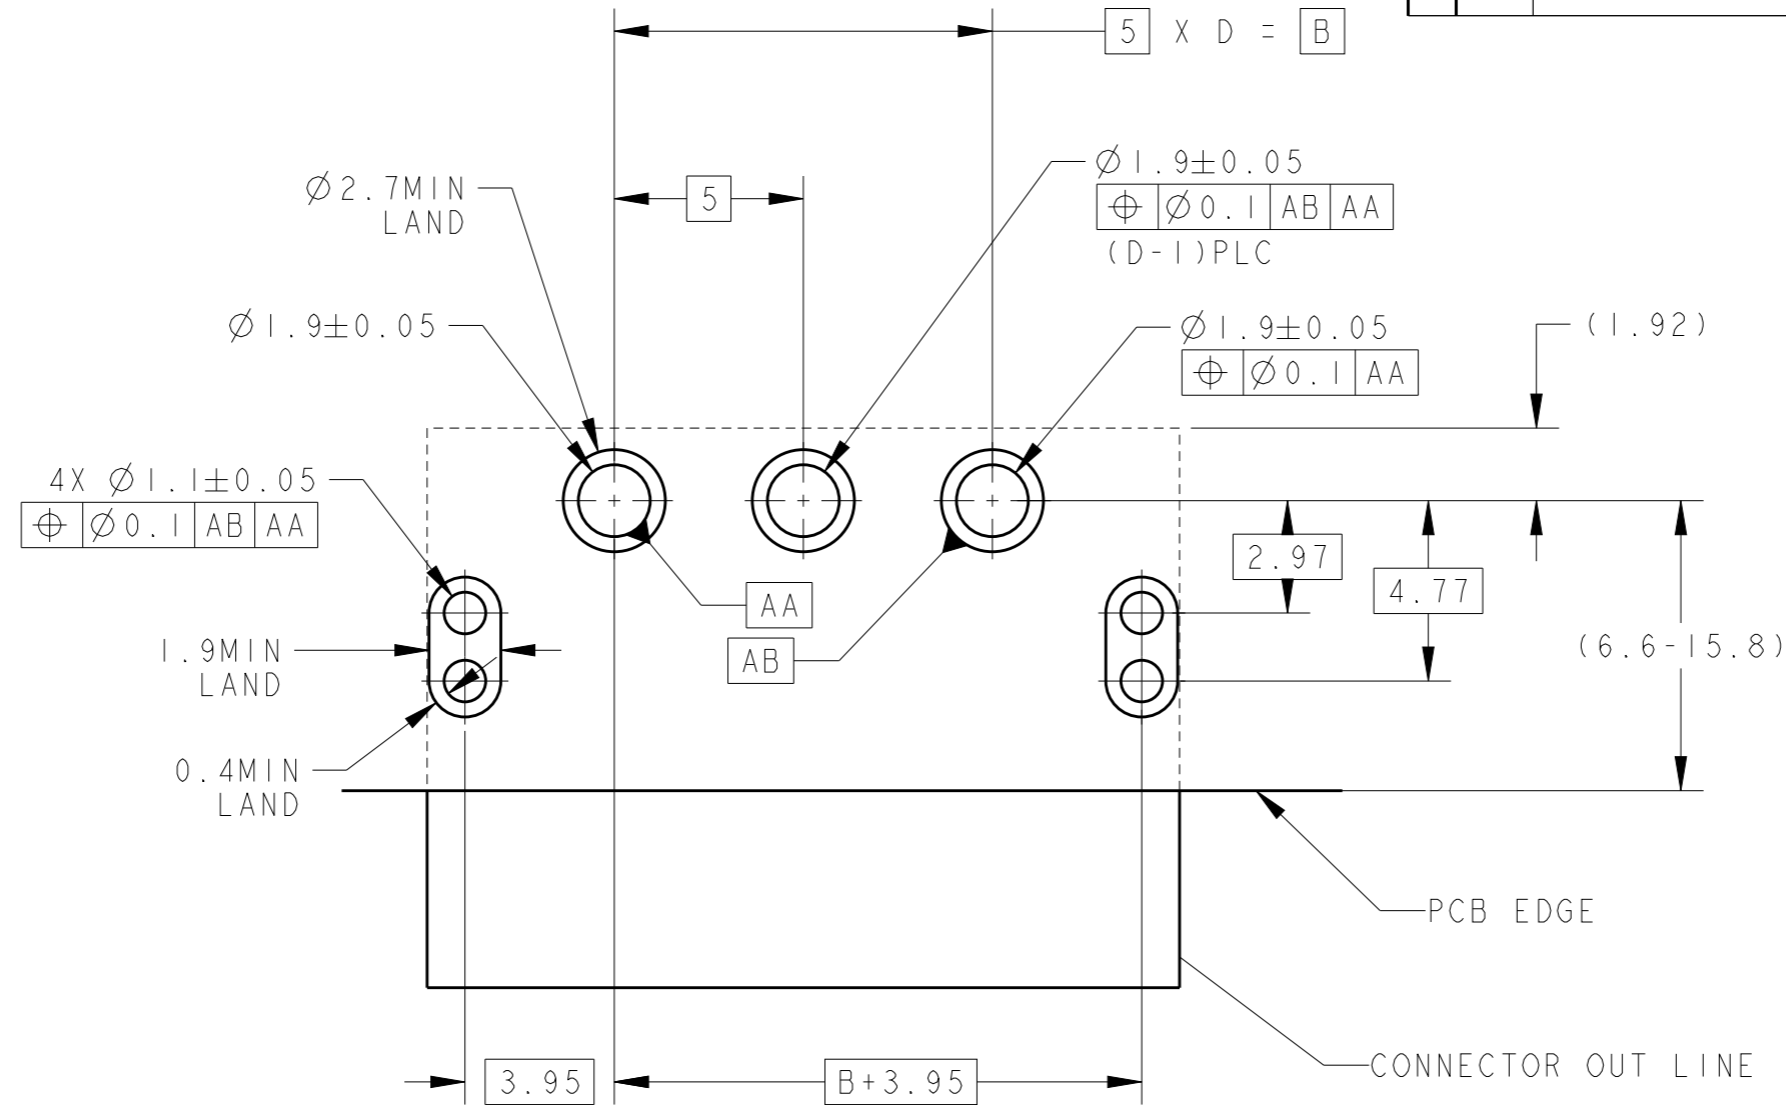 5 X D = B
Ø2.7MIN
LAND
5
Ø1.9±0.05
⌖ Ø0.1 AB AA
(D-1)PLC
Ø1.9±0.05
Ø1.9±0.05
⌖ Ø0.1 AA
(1.92)
4X Ø1.1±0.05
⌖ Ø0.1 AB AA
2.97
4.77
AA
AB
1.9MIN
LAND
(6.6-15.8)
0.4MIN
LAND
PCB EDGE
CONNECTOR OUT LINE
3.95
B+3.95